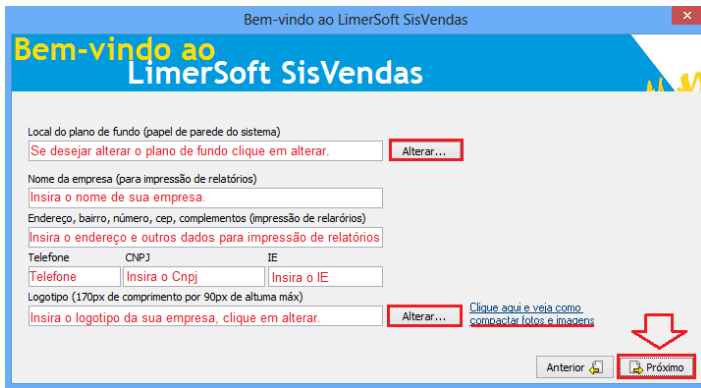 Bem-vindo ao LimerSoft SisVendas
Bem-vindo ao
LimerSoft SisVendas
Local do plano de fundo (papel de parede do sistema)
Se desejar alterar o plano de fundo clique em alterar.
Alterar...
Nome da empresa (para impressão de relatórios)
Insira o nome de sua empresa.
Endereço, bairro, número, cep, complementos (impressão de relarórios)
Insira o endereço e outros dados para impressão de relatórios
Telefone CNPJ IE
Telefone Insira o Cnpj Insira o IE
Logotipo (170px de comprimento por 90px de altuma máx)
Insira o logotipo da sua empresa, clique em alterar.
Alterar...
Clique aqui e veja como
compactar fotos e imagens
Anterior Próximo